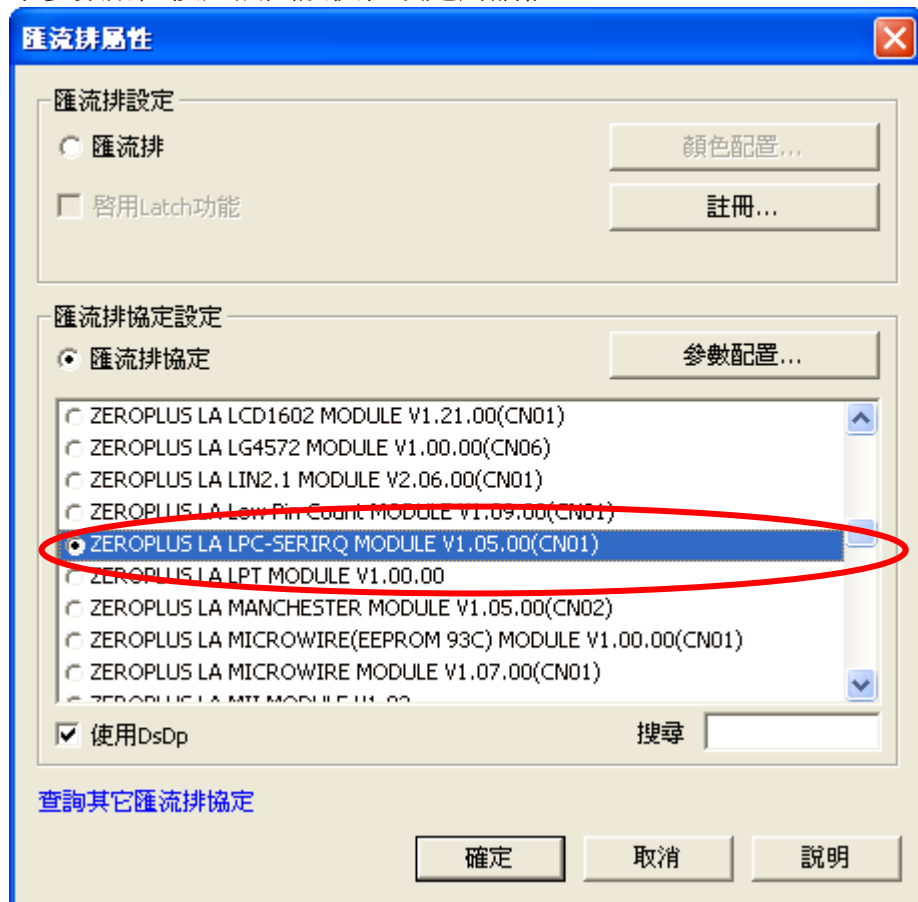 匯流排屬性
匯流排設定
匯流排
顏色配置...
啓用Latch功能
註冊...
匯流排協定設定
匯流排協定
參數配置...
ZEROPLUS LA LCD1602 MODULE V1.21.00(CN01)
ZEROPLUS LA LG4572 MODULE V1.00.00(CN06)
ZEROPLUS LA LIN2.1 MODULE V2.06.00(CN01)
ZEROPLUS LA Low Pin Count MODULE V1.09.00(CN01)
ZEROPLUS LA LPC-SERIRQ MODULE V1.05.00(CN01)
ZEROPLUS LA LPT MODULE V1.00.00
ZEROPLUS LA MANCHESTER MODULE V1.05.00(CN02)
ZEROPLUS LA MICROWIRE(EEPROM 93C) MODULE V1.00.00(CN01)
ZEROPLUS LA MICROWIRE MODULE V1.07.00(CN01)
ZEROPLUS LA MII MODULE
使用DsDp
搜尋
查詢其它匯流排協定
確定
取消
說明